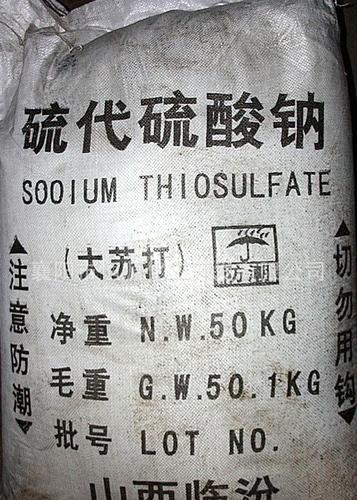 硫代硫酸钠
SOOIUM THIOSULFATE
(大苏打)
防潮
注意防潮
切勿用钩
净重 N.W.50KG
毛重 G.W.50.1KG
批号 LOT NO.
山西临汾